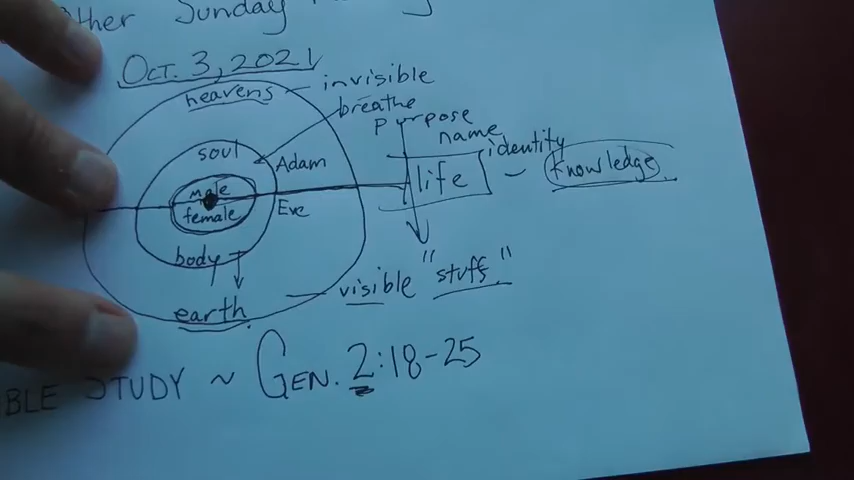 ther Sunday
Oct. 3, 2021
heavens
invisible
breathe
purpose
name
identity
soul
Adam
male
life – knowledge
female
Eve
body
visible "stuff."
earth
BLE STUDY ~ GEN. 2:18-25